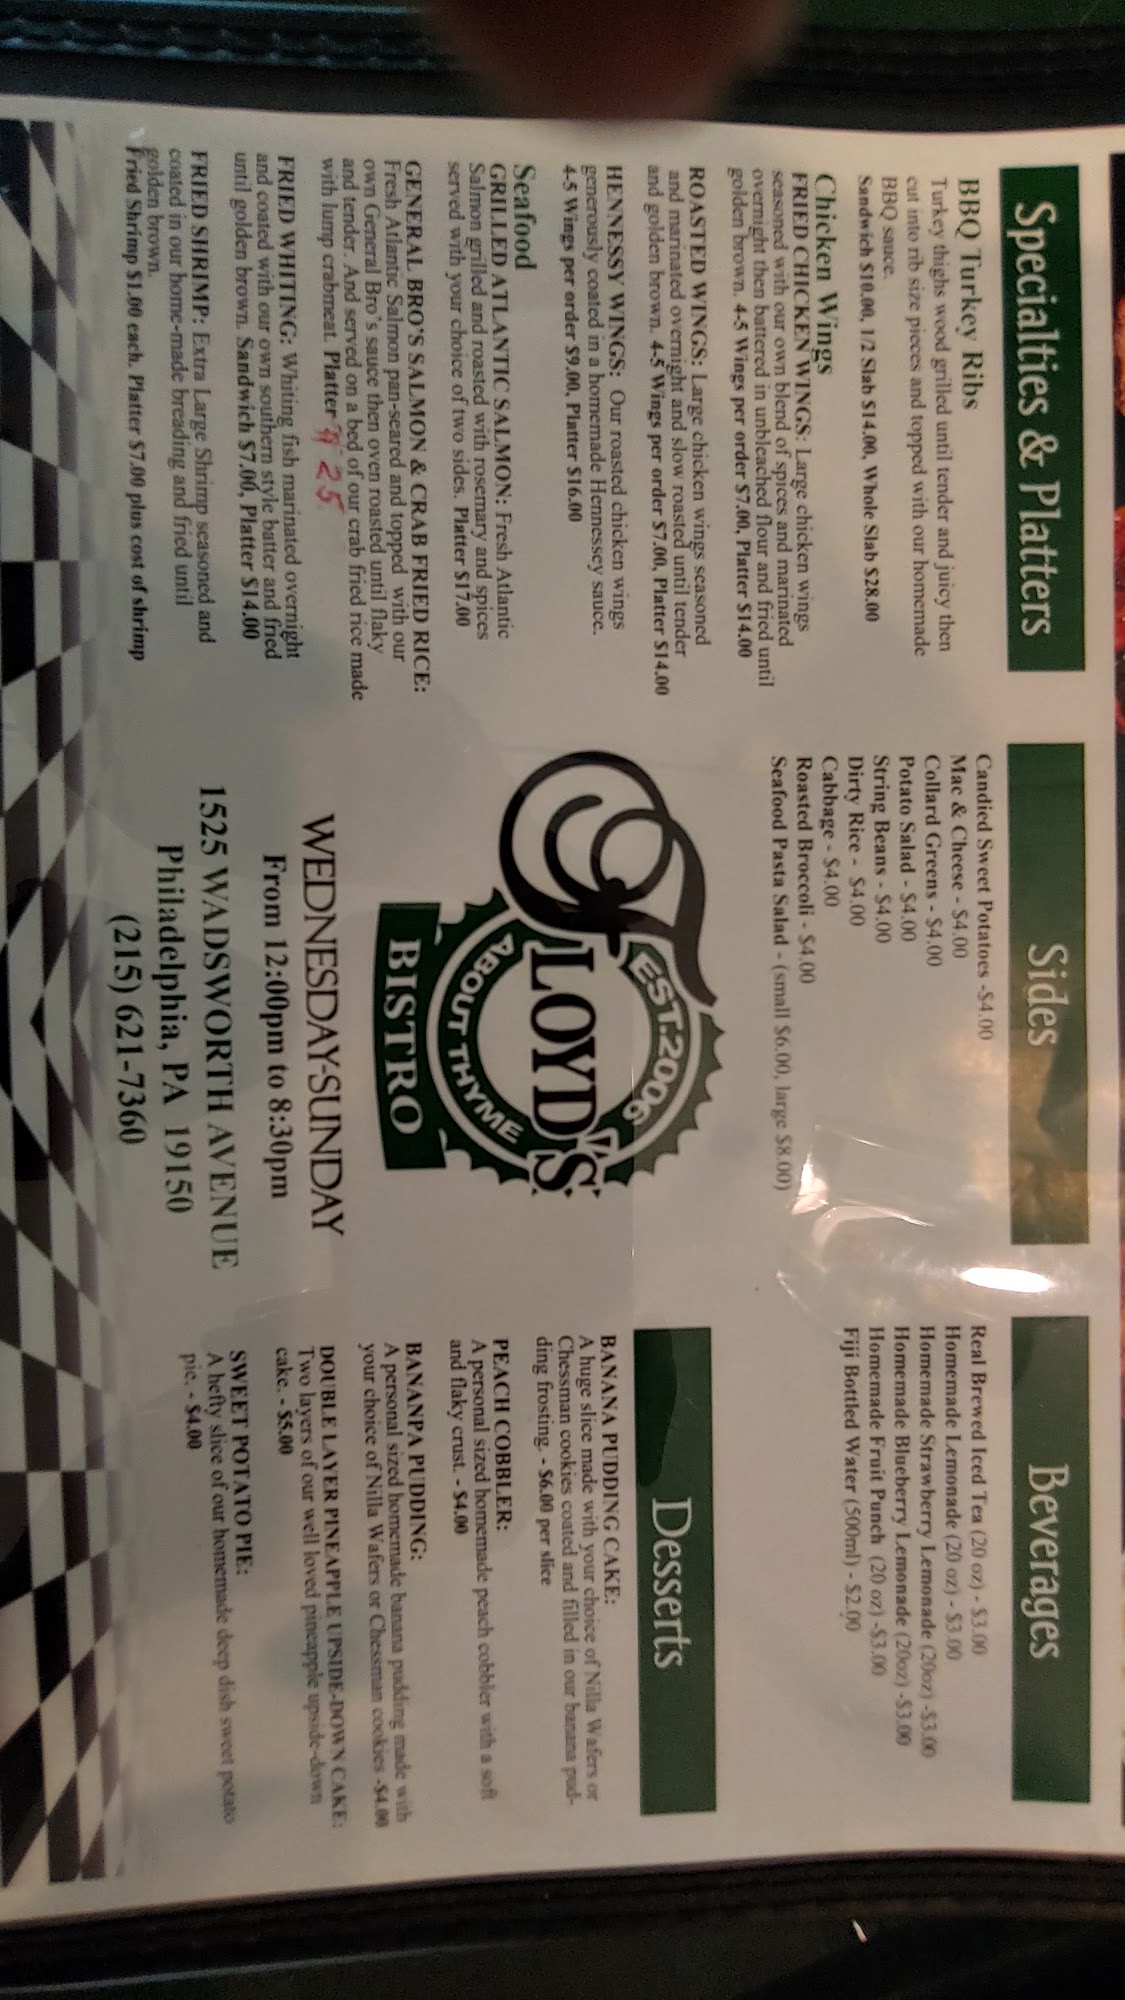 Specialties & Platters
BBQ Turkey Ribs
Turkey thighs wood grilled until tender and juicy then
cut into rib size pieces and topped with our homemade
BBQ sauce.
Sandwich $10.00, 1/2 Slab $14.00, Whole Slab $28.00
Chicken Wings
FRIED CHICKEN WINGS: Large chicken wings
seasoned with our own blend of spices and marinated
overnight then battered in unbleached flour and fried until
golden brown. 4-5 Wings per order $7.00, Platter $14.00
ROASTED WINGS: Large chicken wings seasoned
and marinated overnight and slow roasted until tender
and golden brown. 4-5 Wings per order $7.00, Platter $14.00
HENNESSY WINGS: Our roasted chicken wings
generously coated in a homemade Hennessey sauce.
4-5 Wings per order $9.00, Platter $16.00
Seafood
GRILLED ATLANTIC SALMON: Fresh Atlantic
Salmon grilled and roasted with rosemary and spices
served with your choice of two sides. Platter $17.00
GENERAL BRO'S SALMON & CRAB FRIED RICE:
Fresh Atlantic Salmon pan-seared and topped with our
own General Bro's sauce then oven roasted until flaky
and tender. And served on a bed of our crab fried rice made
with lump crabmeat. Platter 25
FRIED WHITING: Whiting fish marinated overnight
and coated with our own southern style batter and fried
until golden brown. Sandwich $7.00, Platter $14.00
FRIED SHRIMP: Extra Large Shrimp seasoned and
coated in our home-made breading and fried until
golden brown.
Fried Shrimp $1.00 each. Platter $7.00 plus cost of shrimp
Sides
Candied Sweet Potatoes -$4.00
Mac & Cheese - $4.00
Collard Greens - $4.00
Potato Salad - $4.00
String Beans - $4.00
Dirty Rice - $4.00
Cabbage - $4.00
Roasted Broccoli - $4.00
Seafood Pasta Salad - (small $6.00, large $8.00)
EST.2009
FLOYD'S
ABOUT THYME
BISTRO
WEDNESDAY-SUNDAY
From 12:00pm to 8:30pm
1525 WADSWORTH AVENUE
Philadelphia, PA 19150
(215) 621-7360
Beverages
Real Brewed Iced Tea (20 oz) - $3.00
Homemade Lemonade (20 oz) - $3.00
Homemade Strawberry Lemonade (20oz) -$3.00
Homemade Blueberry Lemonade (20oz) -$3.00
Homemade Fruit Punch (20 oz) -$3.00
Fiji Bottled Water (500ml) - $2.00
Desserts
BANANA PUDDING CAKE:
A huge slice made with your choice of Nilla Wafers or
Chessman cookies coated and filled in our banana pud-
ding frosting. - $6.00 per slice
PEACH COBBLER:
A personal sized homemade peach cobbler with a soft
and flaky crust. - $4.00
BANANPA PUDDING:
A personal sized homemade banana pudding made with
your choice of Nilla Wafers or Chessman cookies -$4.00
DOUBLE LAYER PINEAPPLE UPSIDE-DOWN CAKE:
Two layers of our well loved pineapple upside-down
cake. - $5.00
SWEET POTATO PIE:
A hefty slice of our homemade deep dish sweet potato
pie. - $4.00